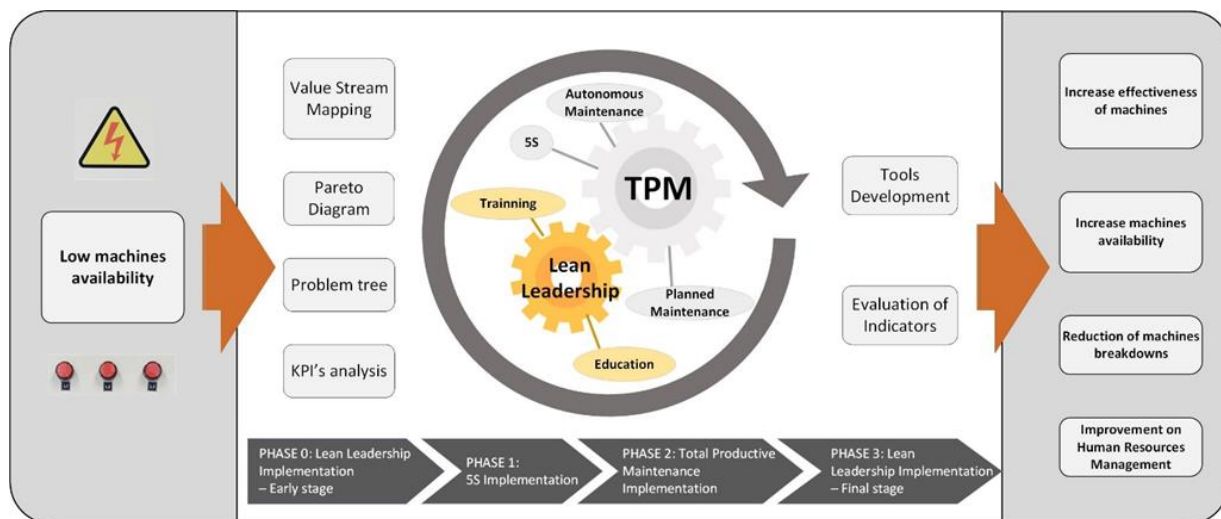 Low machines
availability
Value Stream
Mapping
Pareto
Diagram
Problem tree
KPI's analysis
Autonomous
Maintenance
5S
TPM
Trainning
Lean
Leadership
Planned
Maintenance
Education
Tools
Development
Evaluation of
Indicators
Increase effectiveness
of machines
Increase machines
availability
Reduction of machines
breakdowns
Improvement on
Human Resources
Management
PHASE 0: Lean Leadership
Implementation
– Early stage
PHASE 1:
5S Implementation
PHASE 2: Total Productive
Maintenance
Implementation
PHASE 3: Lean
Leadership Implementation
– Final stage